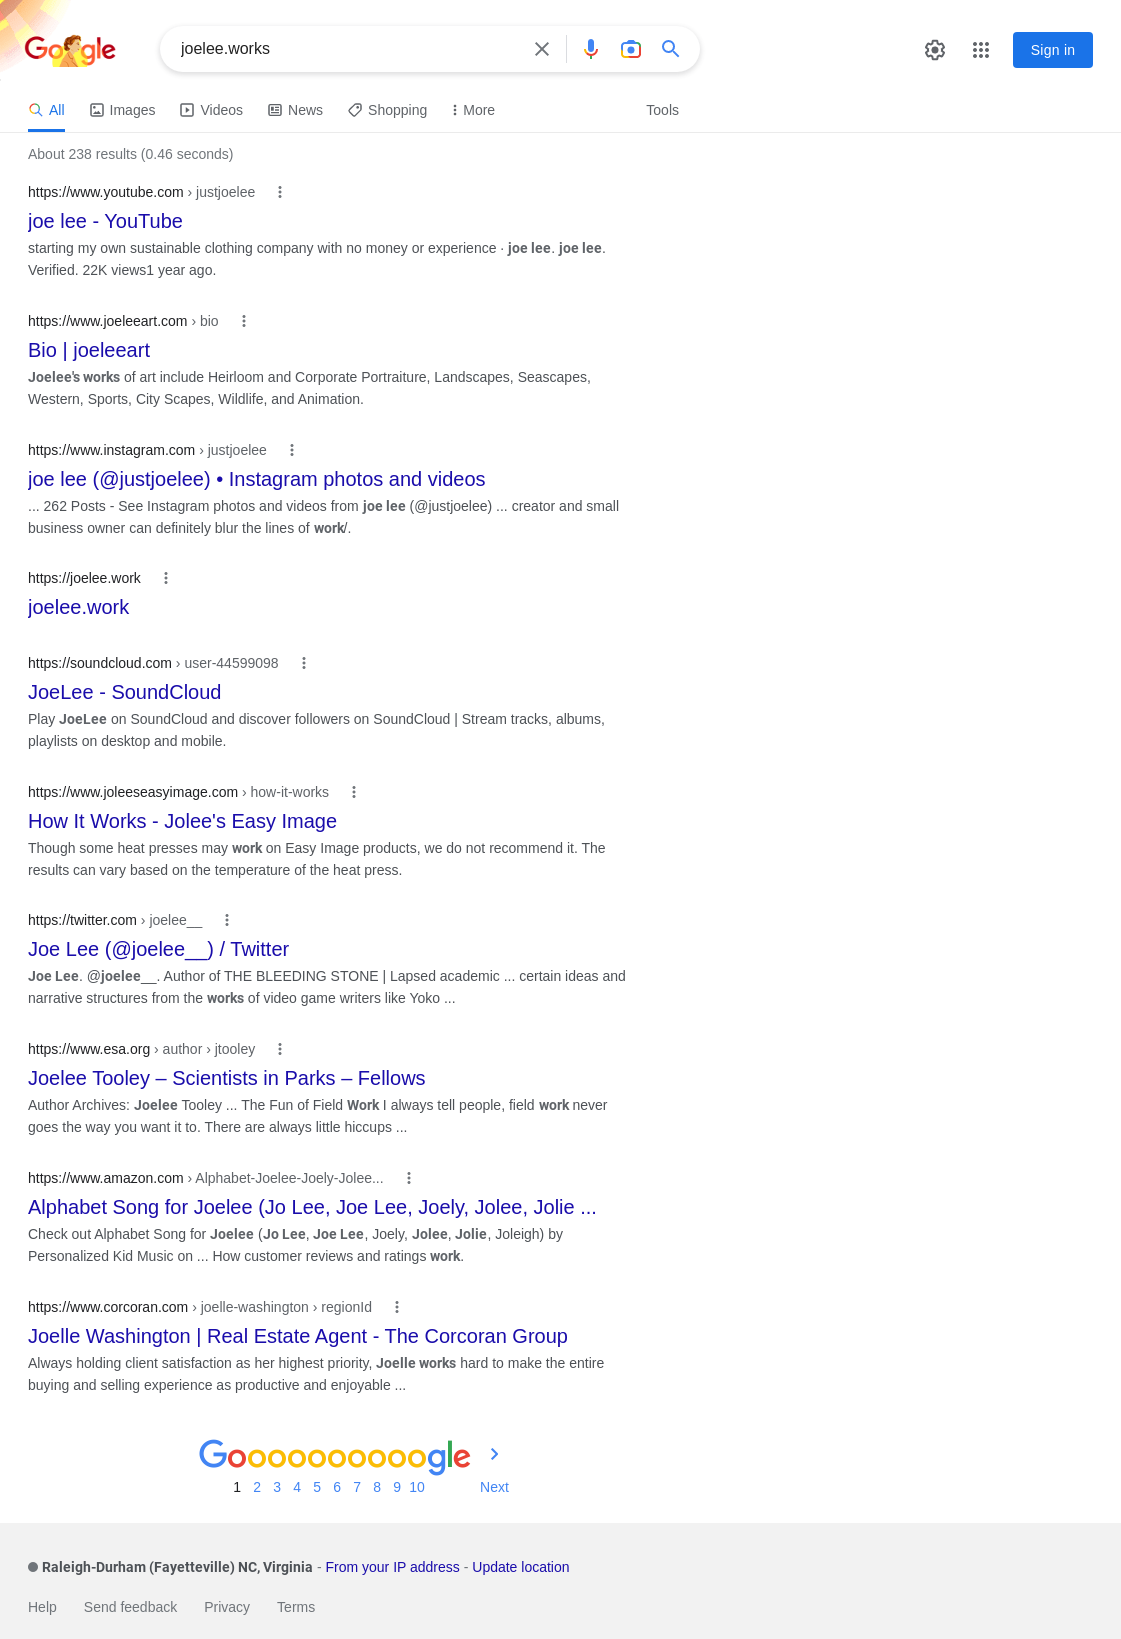 Google
joelee.works
Sign in
All Images Videos News Shopping More Tools
About 238 results (0.46 seconds)
https://www.youtube.com › justjoelee
joe lee - YouTube
starting my own sustainable clothing company with no money or experience · joe lee. joe lee.
Verified. 22K views1 year ago.
https://www.joeleeart.com › bio
Bio | joeleeart
Joelee's works of art include Heirloom and Corporate Portraiture, Landscapes, Seascapes,
Western, Sports, City Scapes, Wildlife, and Animation.
https://www.instagram.com › justjoelee
joe lee (@justjoelee) • Instagram photos and videos
... 262 Posts - See Instagram photos and videos from joe lee (@justjoelee) ... creator and small
business owner can definitely blur the lines of work/.
https://joelee.work
joelee.work
https://soundcloud.com › user-44599098
JoeLee - SoundCloud
Play JoeLee on SoundCloud and discover followers on SoundCloud | Stream tracks, albums,
playlists on desktop and mobile.
https://www.joleeseasyimage.com › how-it-works
How It Works - Jolee's Easy Image
Though some heat presses may work on Easy Image products, we do not recommend it. The
results can vary based on the temperature of the heat press.
https://twitter.com › joelee__
Joe Lee (@joelee__) / Twitter
Joe Lee. @joelee__. Author of THE BLEEDING STONE | Lapsed academic ... certain ideas and
narrative structures from the works of video game writers like Yoko ...
https://www.esa.org › author › jtooley
Joelee Tooley – Scientists in Parks – Fellows
Author Archives: Joelee Tooley ... The Fun of Field Work I always tell people, field work never
goes the way you want it to. There are always little hiccups ...
https://www.amazon.com › Alphabet-Joelee-Joely-Jolee...
Alphabet Song for Joelee (Jo Lee, Joe Lee, Joely, Jolee, Jolie ...
Check out Alphabet Song for Joelee (Jo Lee, Joe Lee, Joely, Jolee, Jolie, Joleigh) by
Personalized Kid Music on ... How customer reviews and ratings work.
https://www.corcoran.com › joelle-washington › regionId
Joelle Washington | Real Estate Agent - The Corcoran Group
Always holding client satisfaction as her highest priority, Joelle works hard to make the entire
buying and selling experience as productive and enjoyable ...
Goooooooooogle
1 2 3 4 5 6 7 8 9 10 Next
Raleigh-Durham (Fayetteville) NC, Virginia - From your IP address - Update location
Help Send feedback Privacy Terms